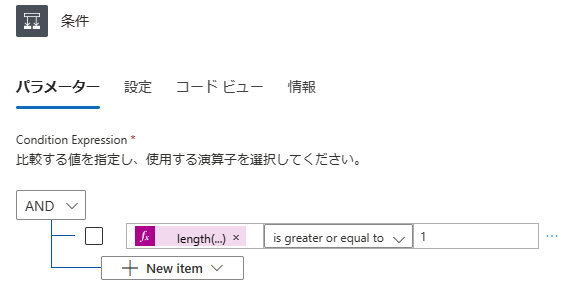 条件
パラメーター 設定 コード ビュー 情報
Condition Expression *
比較する値を指定し、使用する演算子を選択してください。
AND
fx length(...) × is greater or equal to 1 ...
+ New item